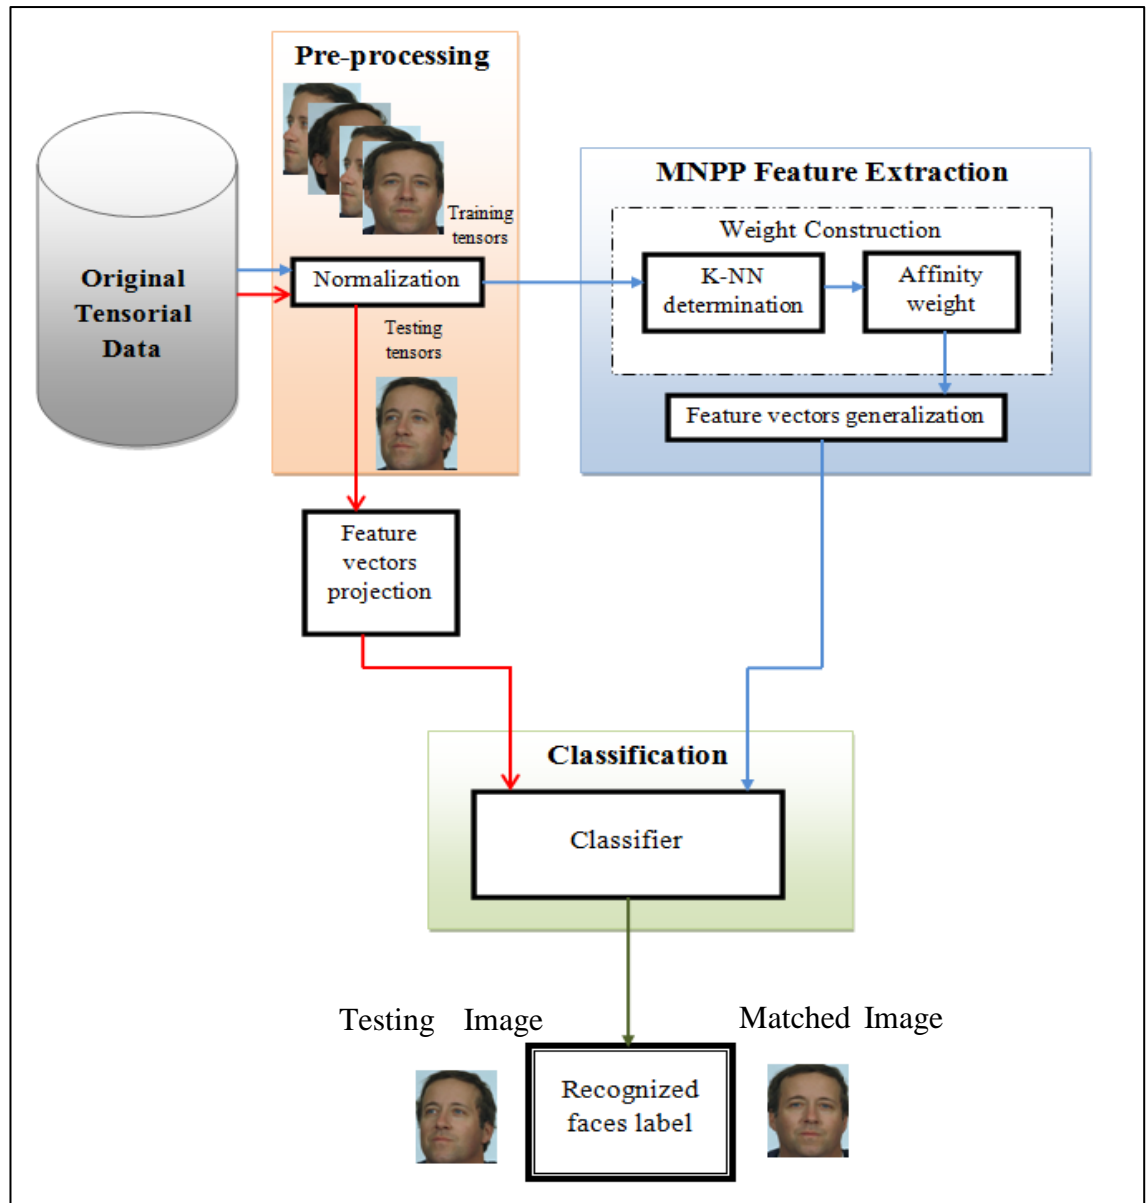 Pre-processing
Training
tensors
Original
Tensorial
Data
Normalization
Testing
tensors
MNPP Feature Extraction
Weight Construction
K-NN
determination
Affinity
weight
Feature vectors generalization
Feature
vectors
projection
Classification
Classifier
Testing Image
Matched Image
Recognized
faces label